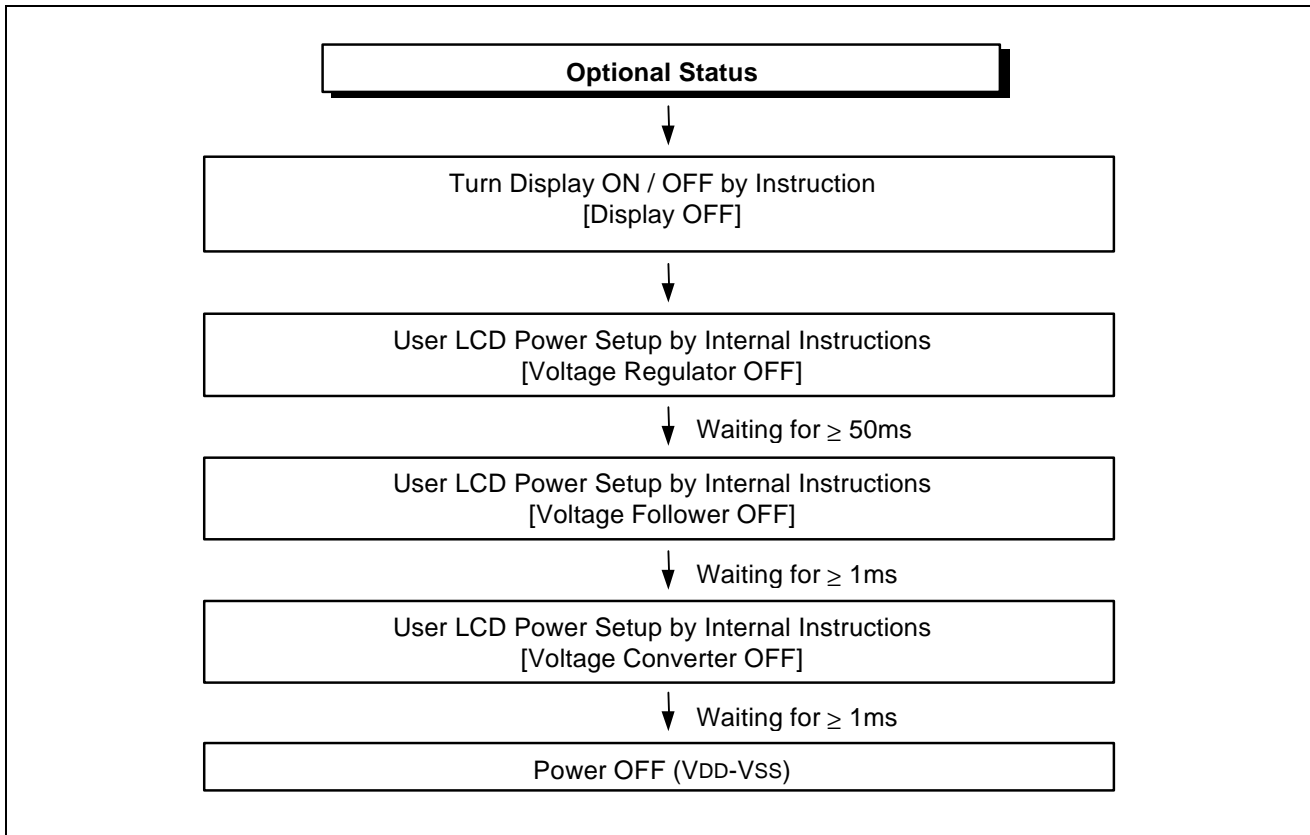 Optional Status
Turn Display ON / OFF by Instruction
[Display OFF]
User LCD Power Setup by Internal Instructions
[Voltage Regulator OFF]
Waiting for ≥ 50ms
User LCD Power Setup by Internal Instructions
[Voltage Follower OFF]
Waiting for ≥ 1ms
User LCD Power Setup by Internal Instructions
[Voltage Converter OFF]
Waiting for ≥ 1ms
Power OFF (VDD-VSS)